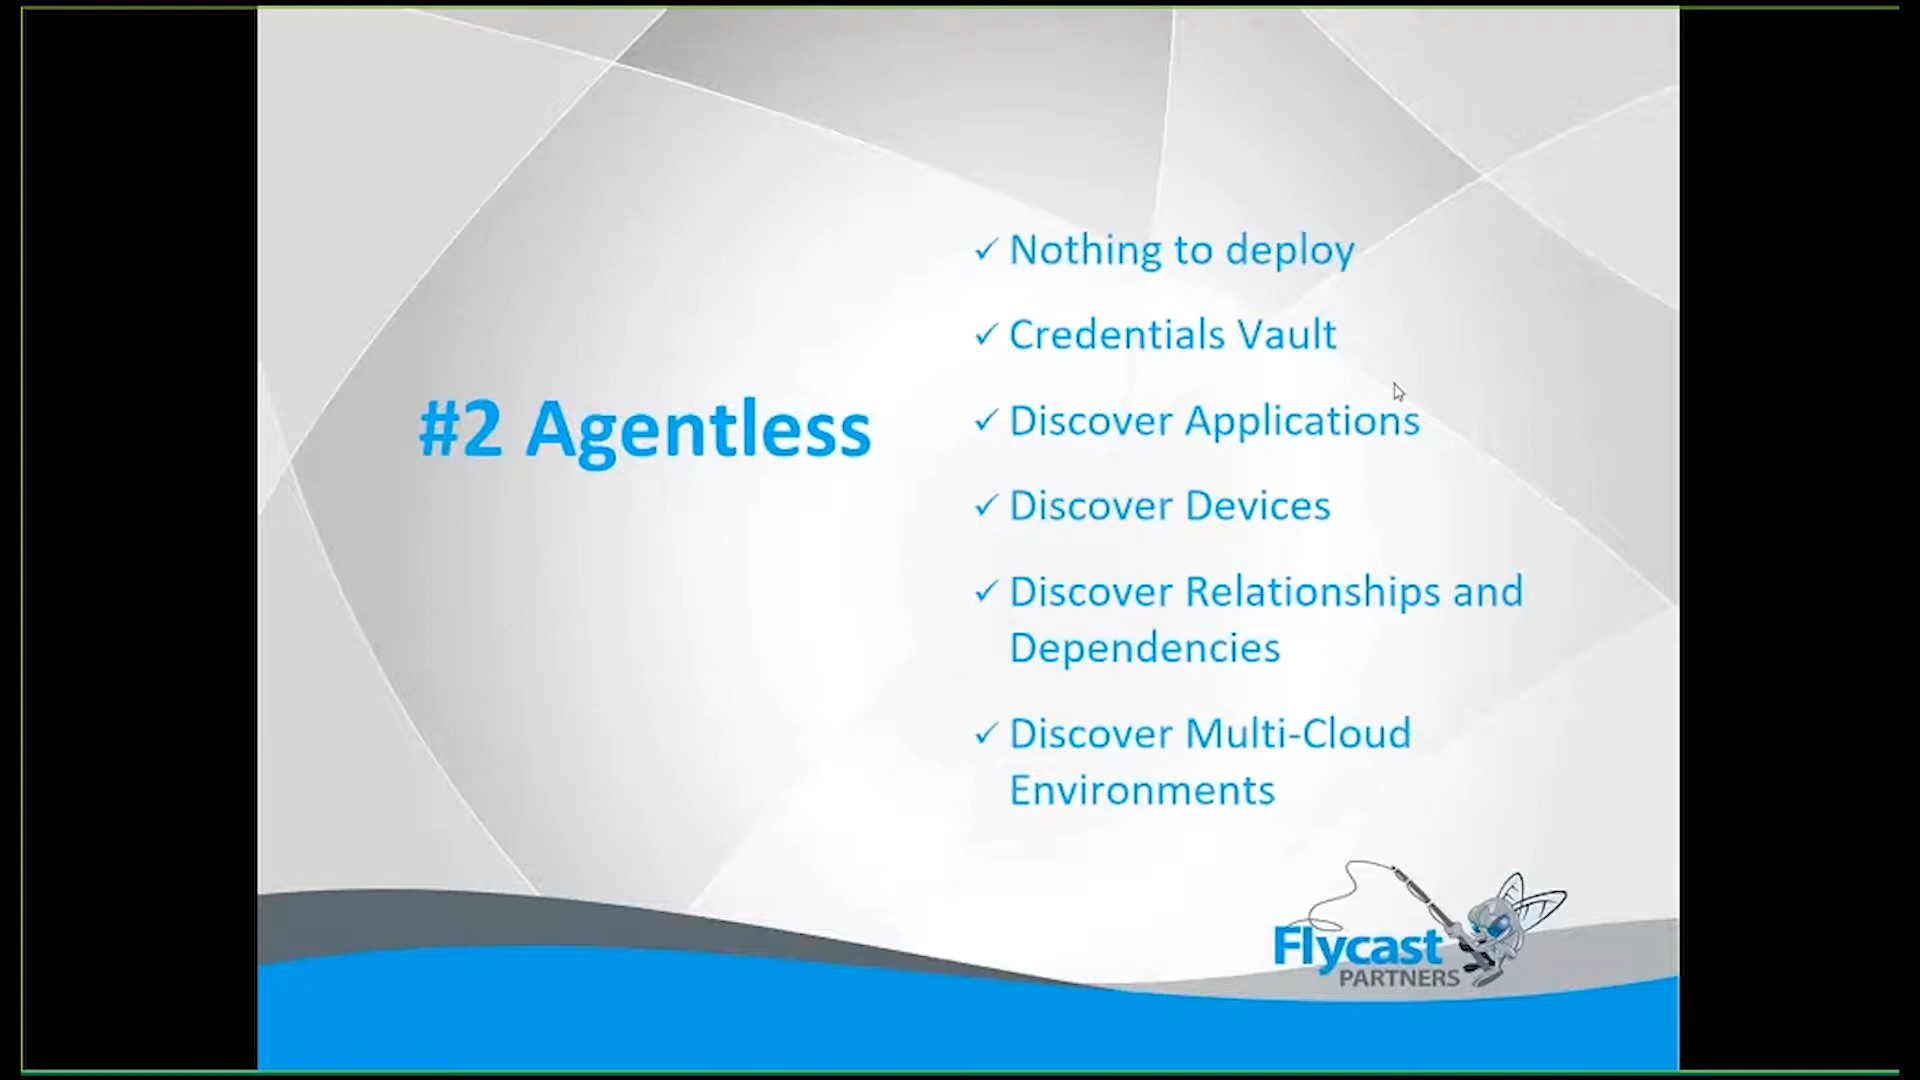 #2 Agentless
✓ Nothing to deploy
✓ Credentials Vault
✓ Discover Applications
✓ Discover Devices
✓ Discover Relationships and
Dependencies
✓ Discover Multi-Cloud
Environments
Flycast
PARTNERS